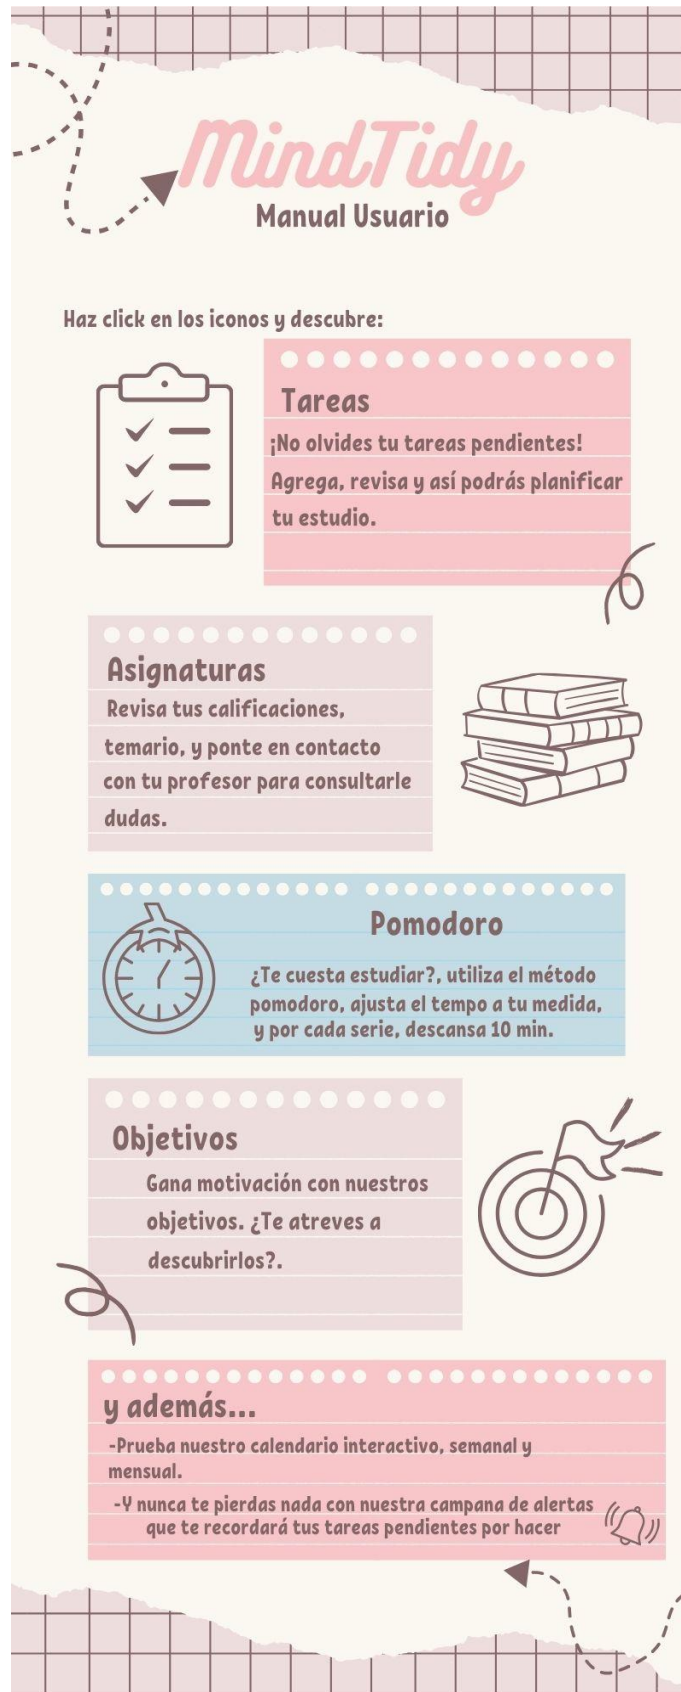 MindTidy
Manual Usuario
Haz click en los iconos y descubre:
Tareas
¡No olvides tu tareas pendientes!
Agrega, revisa y así podrás planificar
tu estudio.
Asignaturas
Revisa tus calificaciones,
temario, y ponte en contacto
con tu profesor para consultarle
dudas.
Pomodoro
¿Te cuesta estudiar?, utiliza el método
pomodoro, ajusta el tempo a tu medida,
y por cada serie, descansa 10 min.
Objetivos
Gana motivación con nuestros
objetivos. ¿Te atreves a
descubrirlos?.
y además...
-Prueba nuestro calendario interactivo, semanal y
mensual.
-Y nunca te pierdas nada con nuestra campana de alertas
que te recordará tus tareas pendientes por hacer